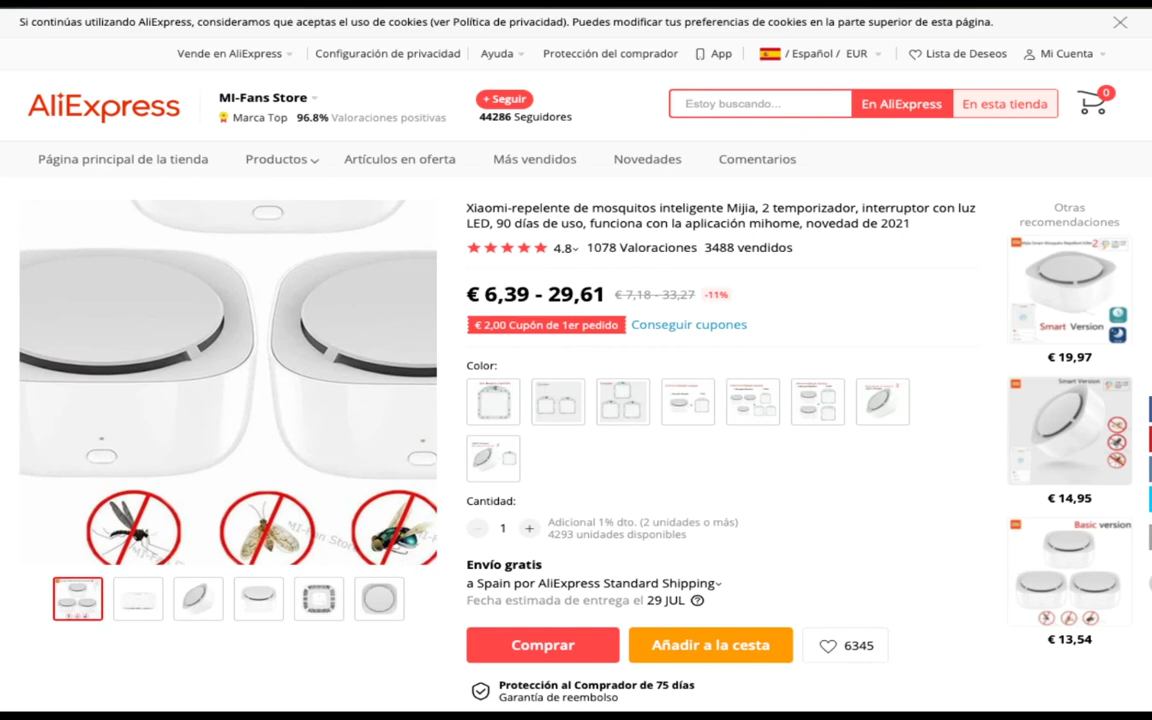 Si continúas utilizando AliExpress, consideramos que aceptas el uso de cookies (ver Política de privacidad). Puedes modificar tus preferencias de cookies en la parte superior de esta página.
Vende en AliExpress
Configuración de privacidad
Ayuda
Protección del comprador
App
/ Español / EUR
Lista de Deseos
Mi Cuenta
AliExpress
MI-Fans Store
Marca Top 96.8% Valoraciones positivas
+ Seguir
44286 Seguidores
Estoy buscando...
En AliExpress
En esta tienda
0
Página principal de la tienda
Productos
Artículos en oferta
Más vendidos
Novedades
Comentarios
Xiaomi-repelente de mosquitos inteligente Mijia, 2 temporizador, interruptor con luz
LED, 90 días de uso, funciona con la aplicación mihome, novedad de 2021
4.8 1078 Valoraciones 3488 vendidos
€ 6,39 - 29,61 € 7,18 - 33,27 -11%
€ 2,00 Cupón de 1er pedido Conseguir cupones
Color:
Cantidad:
1
Adicional 1% dto. (2 unidades o más)
4293 unidades disponibles
Envío gratis
a Spain por AliExpress Standard Shipping
Fecha estimada de entrega el 29 JUL
Comprar
Añadir a la cesta
6345
Protección al Comprador de 75 días
Garantía de reembolso
MI-Fans Store
Otras
recomendaciones
Smart Version
€ 19,97
Smart Version
€ 14,95
Basic version
€ 13,54